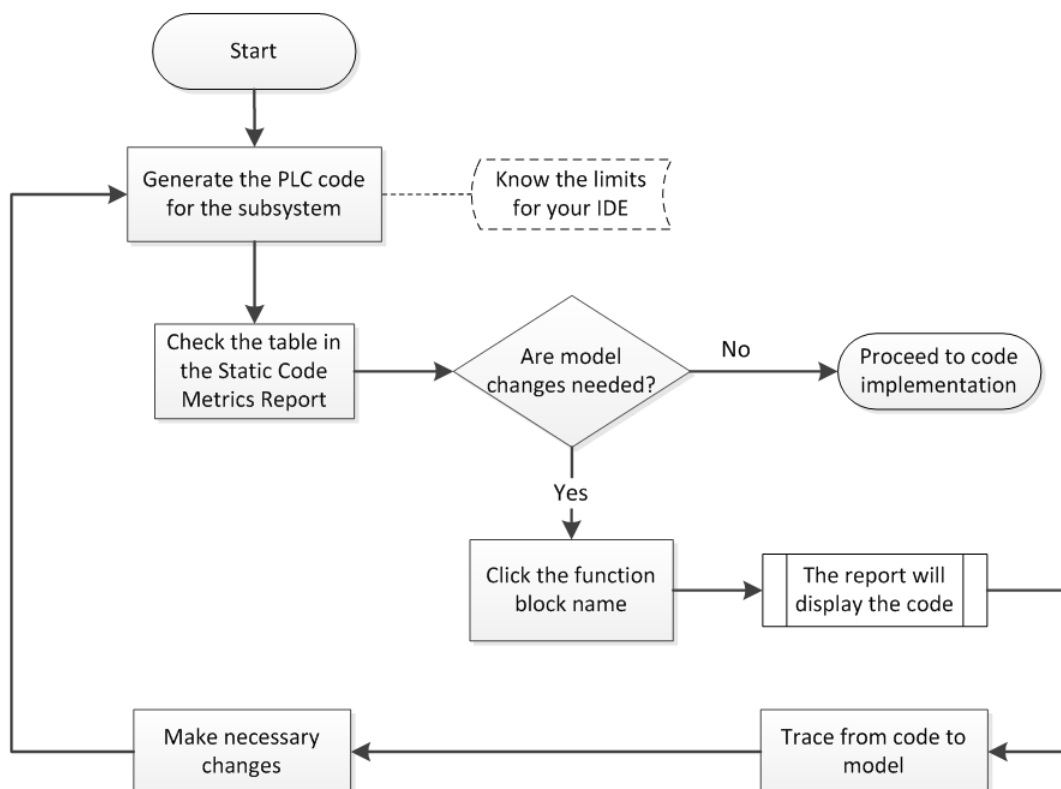 Start
Generate the PLC code
for the subsystem
Know the limits
for your IDE
Check the table in
the Static Code
Metrics Report
Are model
changes needed?
No
Proceed to code
implementation
Yes
Click the function
block name
The report will
display the code
Trace from code to
model
Make necessary
changes